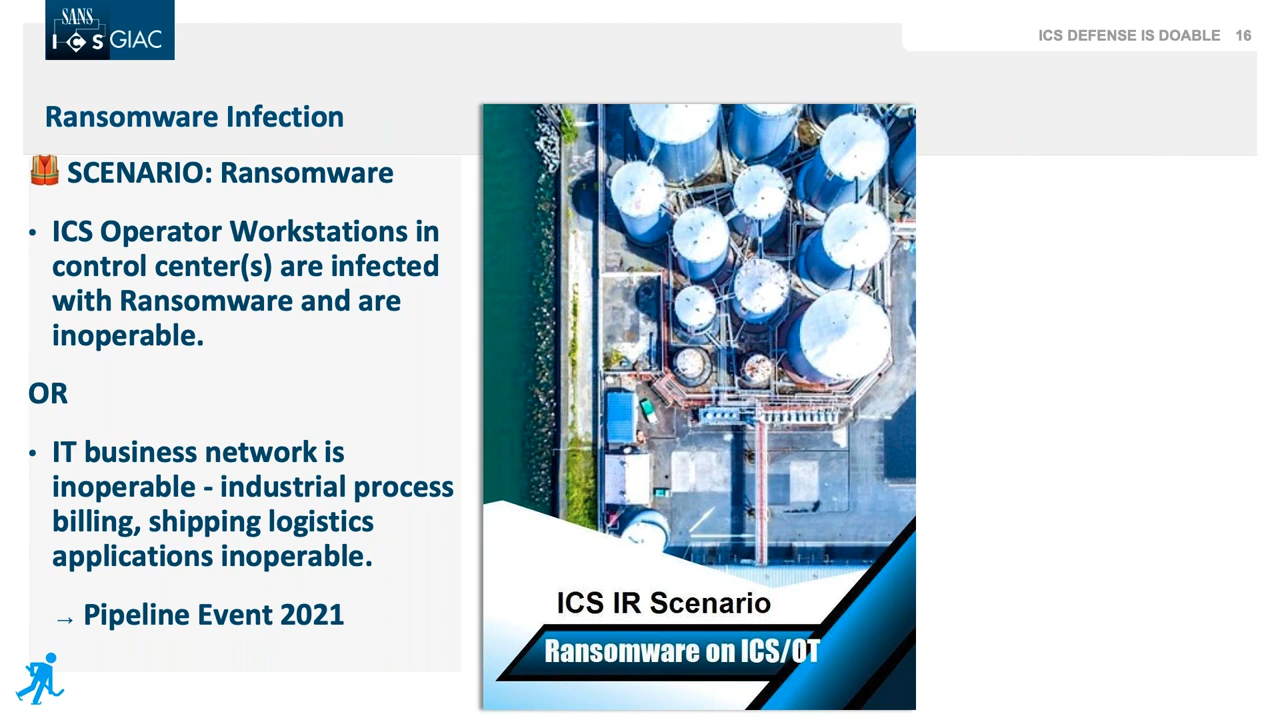 SANS
ICS GIAC
ICS DEFENSE IS DOABLE 16
Ransomware Infection
SCENARIO: Ransomware
• ICS Operator Workstations in
control center(s) are infected
with Ransomware and are
inoperable.
OR
• IT business network is
inoperable - industrial process
billing, shipping logistics
applications inoperable.
→ Pipeline Event 2021
ICS IR Scenario
Ransomware on ICS/OT